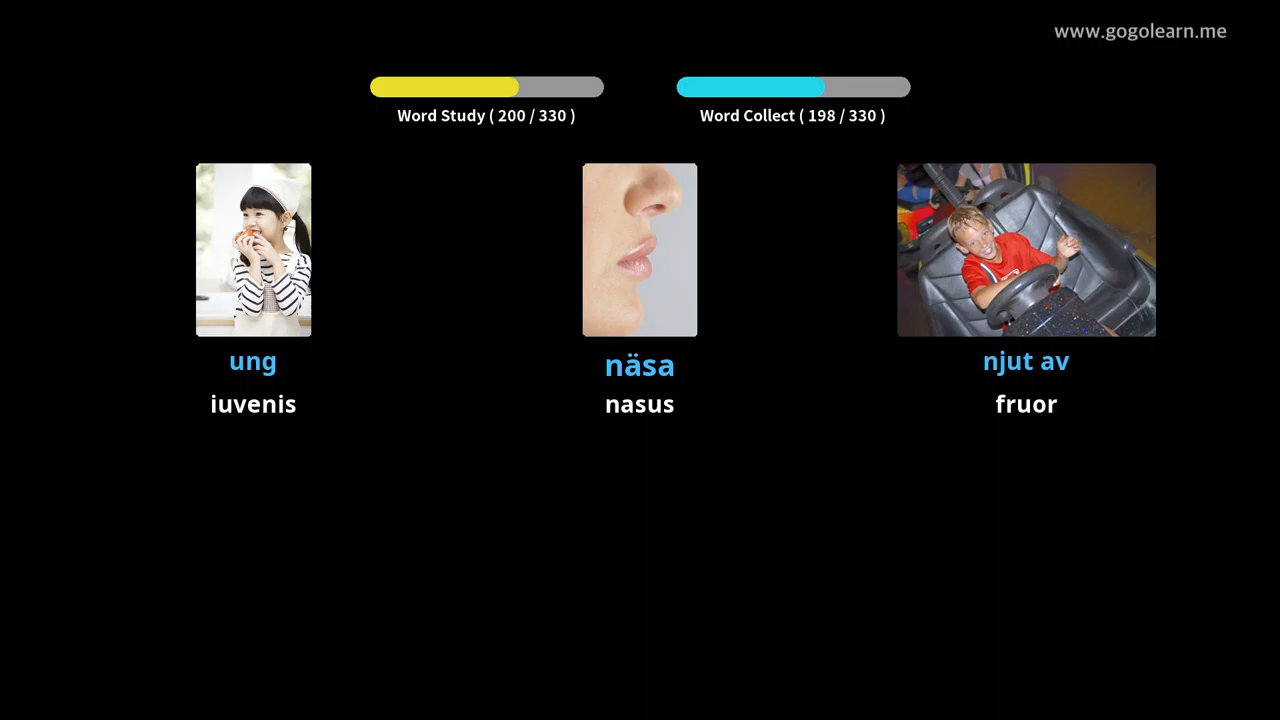 www.gogolearn.me
Word Study ( 200 / 330 )
Word Collect ( 198 / 330 )
ung
näsa
njut av
iuvenis
nasus
fruor